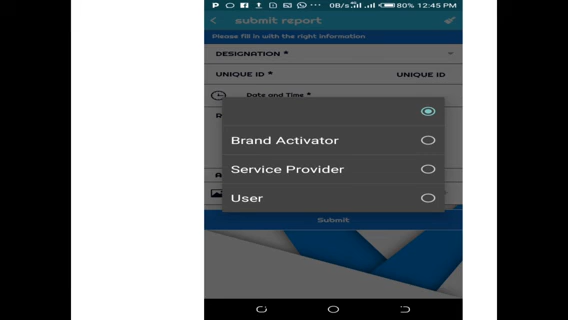 0B/s 80% 12:45 PM
submit report
Please fill in with the right information
DESIGNATION *
UNIQUE ID * UNIQUE ID
Date and Time *
R
Brand Activator
Service Provider
User
A
Submit